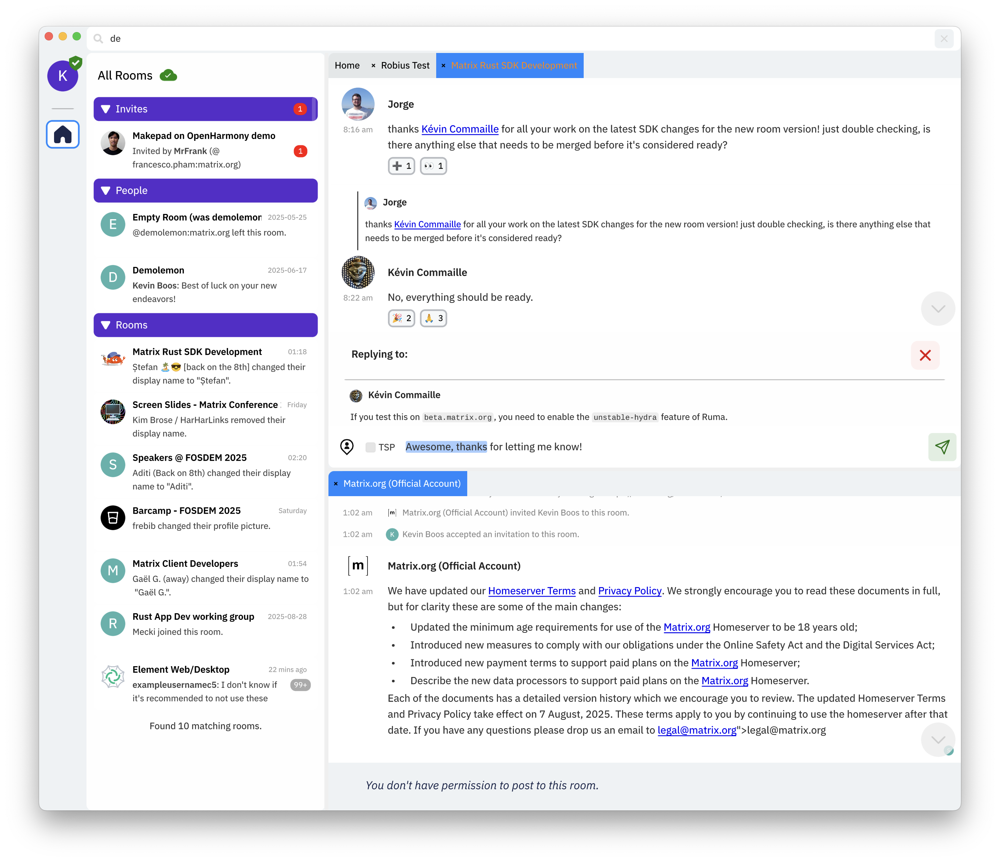 de
K
All Rooms
Invites 1
Makepad on OpenHarmony demo
Invited by MrFrank (@
francesco.pham:matrix.org)
1
People
E
Empty Room (was demolemon 2025-05-25
@demolemon:matrix.org left this room.
D
Demolemon 2025-06-17
Kevin Boos: Best of luck on your new
endeavors!
Rooms
Matrix Rust SDK Development 01:18
Ștefan 🏝️😎 [back on the 8th] changed their
display name to "Ștefan".
Screen Slides - Matrix Conference Friday
Kim Brose / HarHarLinks removed their
display name.
S
Speakers @ FOSDEM 2025 02:20
Aditi (Back on 8th) changed their display
name to "Aditi".
Barcamp - FOSDEM 2025 Saturday
frebib changed their profile picture.
M
Matrix Client Developers 01:54
Gaël G. (away) changed their display name to
"Gaël G.".
R
Rust App Dev working group 2025-08-28
Mecki joined this room.
Element Web/Desktop 22 mins ago
exampleusernamec5: I don't know if 99+
it's recommended to not use these
Found 10 matching rooms.
Home × Robius Test × Matrix Rust SDK Development
Jorge
8:16 am thanks Kévin Commaille for all your work on the latest SDK changes for the new room version! just double checking, is
there anything else that needs to be merged before it's considered ready?
➕ 1 👀 1
Jorge
thanks Kévin Commaille for all your work on the latest SDK changes for the new room version! just double checking, is there anything else that
needs to be merged before it's considered ready?
Kévin Commaille
8:22 am No, everything should be ready.
🎉 2 🙏 3
Replying to:
Kévin Commaille
If you test this on beta.matrix.org, you need to enable the unstable-hydra feature of Ruma.
TSP Awesome, thanks for letting me know!
× Matrix.org (Official Account)
1:02 am [m] Matrix.org (Official Account) invited Kevin Boos to this room.
1:02 am K Kevin Boos accepted an invitation to this room.
[m] Matrix.org (Official Account)
1:02 am We have updated our Homeserver Terms and Privacy Policy. We strongly encourage you to read these documents in full,
but for clarity these are some of the main changes:
• Updated the minimum age requirements for use of the Matrix.org Homeserver to be 18 years old;
• Introduced new measures to comply with our obligations under the Online Safety Act and the Digital Services Act;
• Introduced new payment terms to support paid plans on the Matrix.org Homeserver;
• Describe the new data processors to support paid plans on the Matrix.org Homeserver.
Each of the documents has a detailed version history which we encourage you to review. The updated Homeserver Terms
and Privacy Policy take effect on 7 August, 2025. These terms apply to you by continuing to use the homeserver after that
date. If you have any questions please drop us an email to legal@matrix.org">legal@matrix.org
You don't have permission to post to this room.